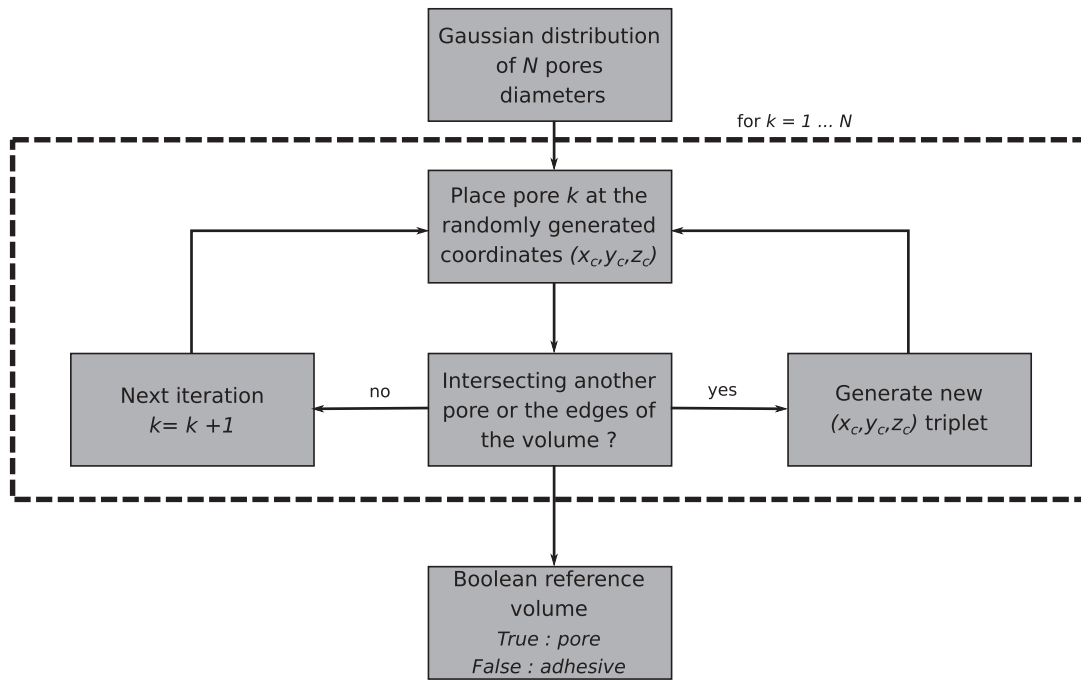 Gaussian distribution
of N pores
diameters
for k = 1 ... N
Place pore k at the
randomly generated
coordinates (xc,yc,zc)
Next iteration
k= k +1
no
Intersecting another
pore or the edges of
the volume ?
yes
Generate new
(xc,yc,zc) triplet
Boolean reference
volume
True : pore
False : adhesive